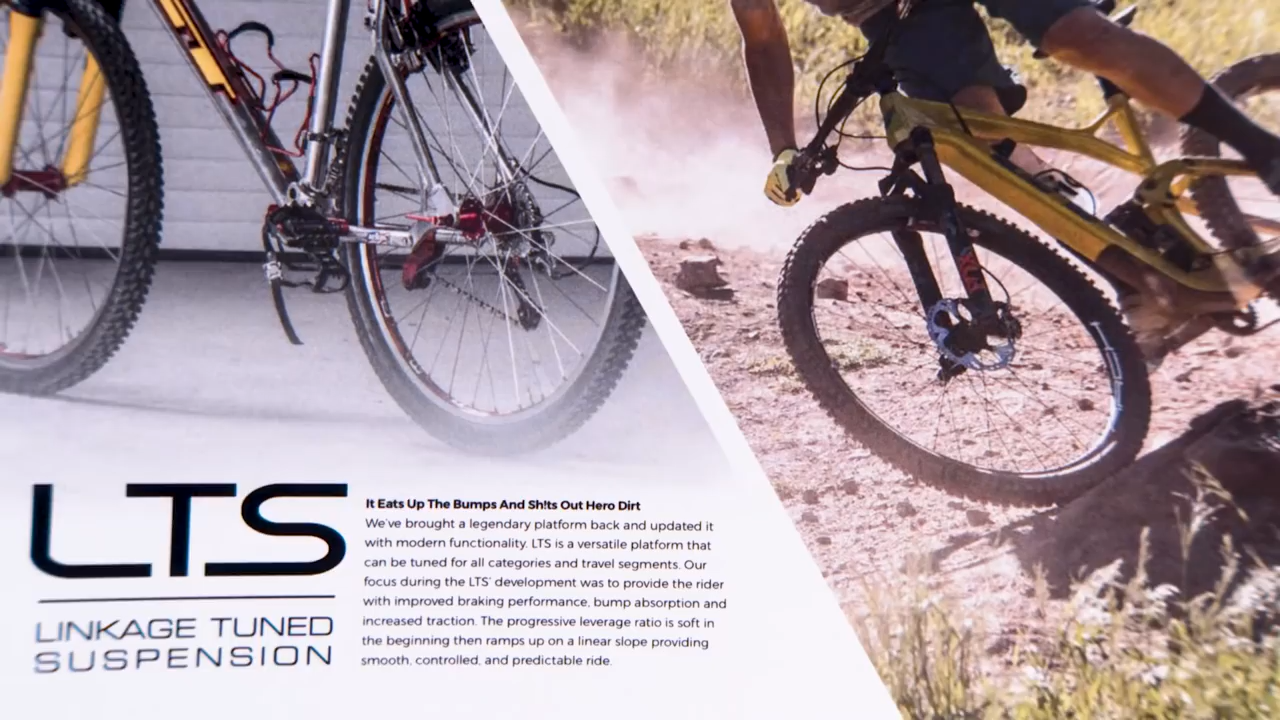 LTS
LINKAGE TUNED
SUSPENSION
It Eats Up The Bumps And Sh!ts Out Hero Dirt
We've brought a legendary platform back and updated it
with modern functionality. LTS is a versatile platform that
can be tuned for all categories and travel segments. Our
focus during the LTS' development was to provide the rider
with improved braking performance, bump absorption and
increased traction. The progressive leverage ratio is soft in
the beginning then ramps up on a linear slope providing
smooth, controlled, and predictable ride.